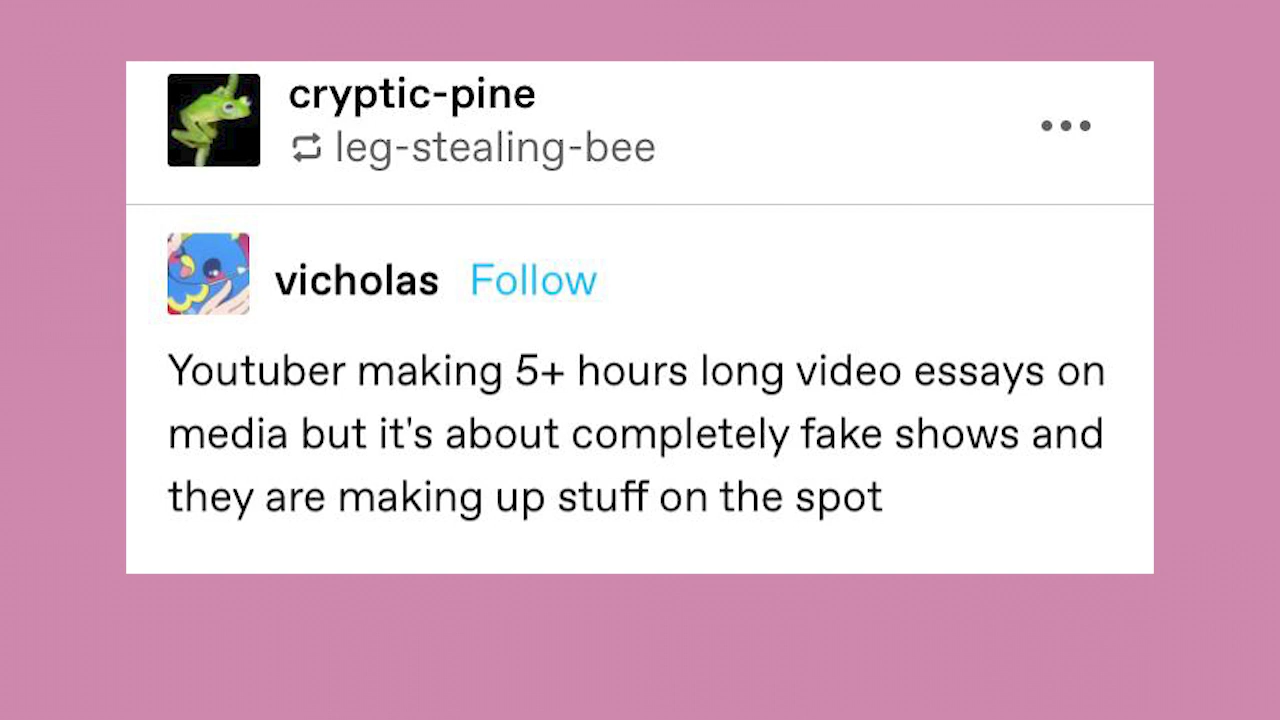 cryptic-pine
leg-stealing-bee
vicholas Follow
Youtuber making 5+ hours long video essays on
media but it's about completely fake shows and
they are making up stuff on the spot